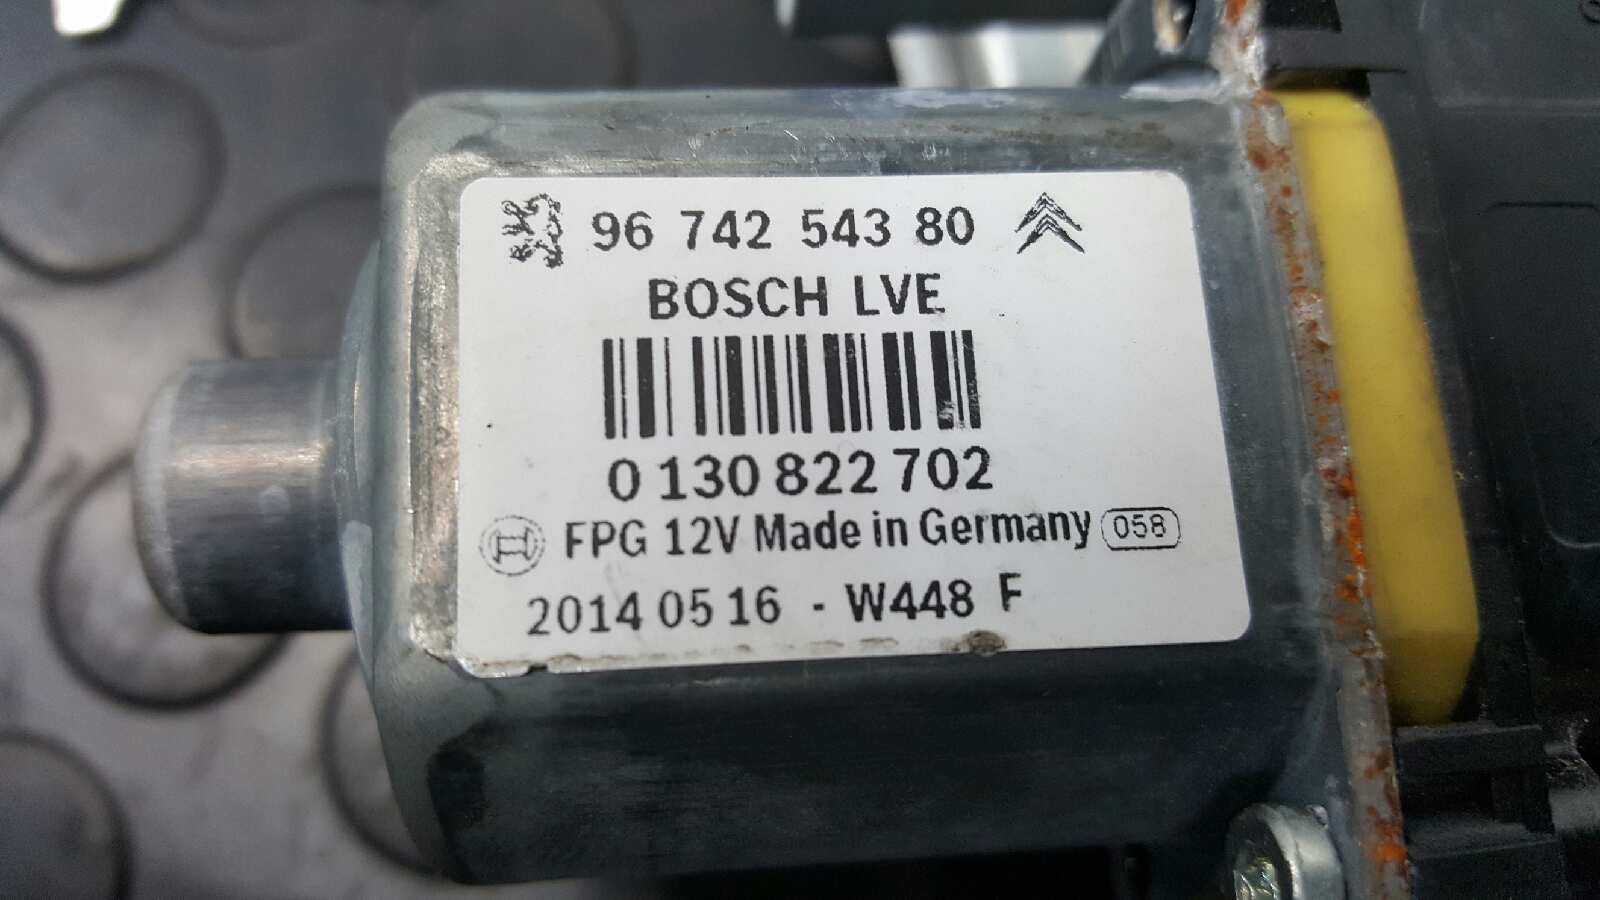 96 742 543 80
BOSCH LVE
0 130 822 702
FPG 12V Made in Germany 058
2014 05 16 - W448 F